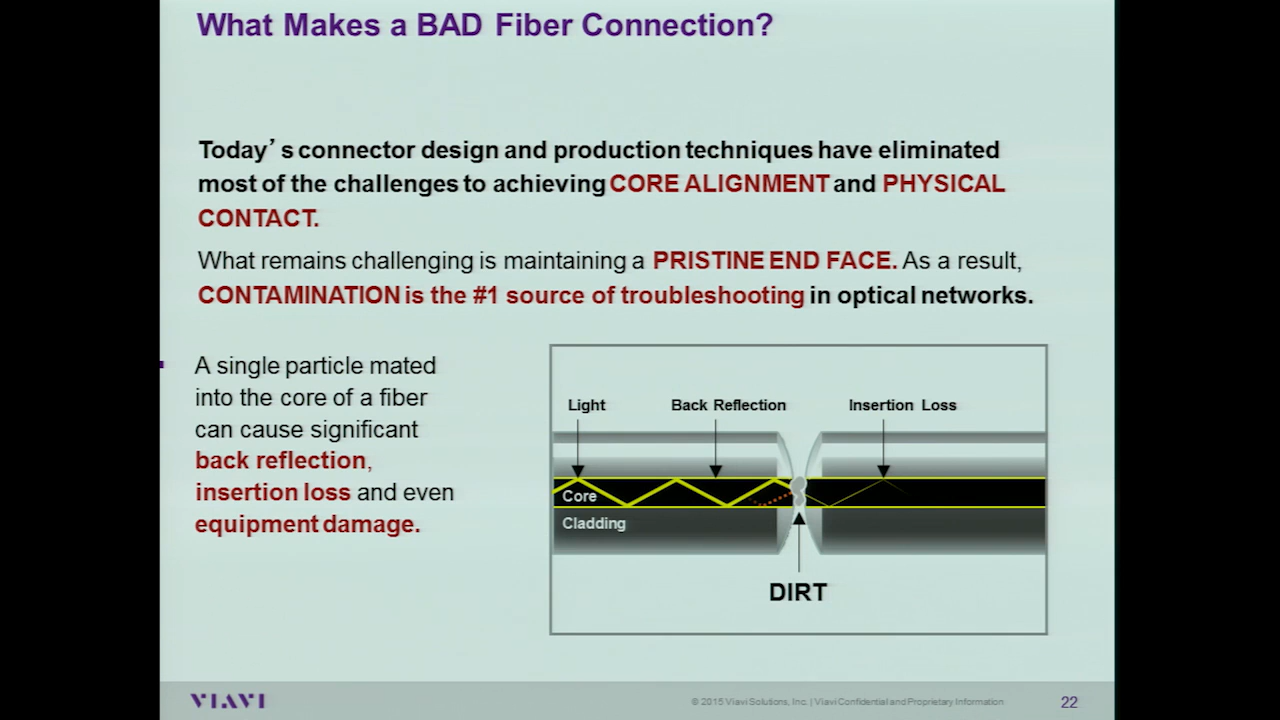 What Makes a BAD Fiber Connection?
Today's connector design and production techniques have eliminated
most of the challenges to achieving CORE ALIGNMENT and PHYSICAL
CONTACT.
What remains challenging is maintaining a PRISTINE END FACE. As a result,
CONTAMINATION is the #1 source of troubleshooting in optical networks.
A single particle mated
into the core of a fiber
can cause significant
back reflection,
insertion loss and even
equipment damage.
Light
Back Reflection
Insertion Loss
Core
Cladding
DIRT
VIAVI
© 2015 Viavi Solutions, Inc. | Viavi Confidential and Proprietary Information
22